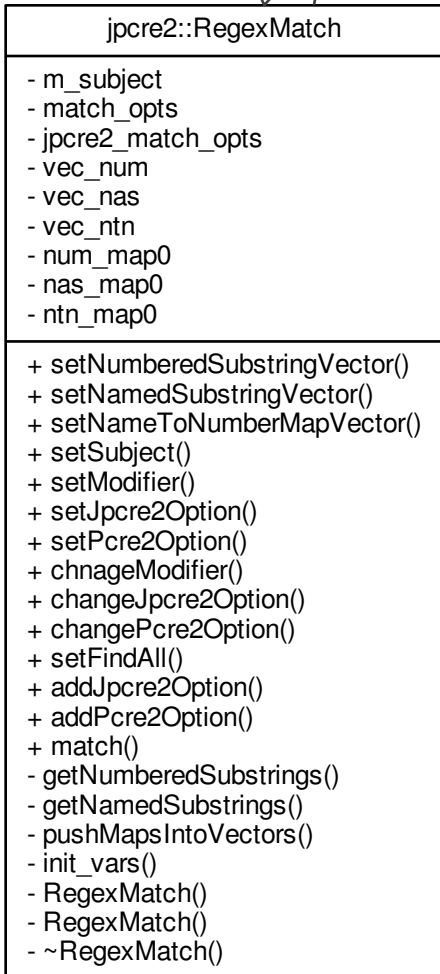 jpcre2::RegexMatch
- m_subject
- match_opts
- jpcre2_match_opts
- vec_num
- vec_nas
- vec_ntn
- num_map0
- nas_map0
- ntn_map0
+ setNumberedSubstringVector()
+ setNamedSubstringVector()
+ setNameToNumberMapVector()
+ setSubject()
+ setModifier()
+ setJpcre2Option()
+ setPcre2Option()
+ chnageModifier()
+ changeJpcre2Option()
+ changePcre2Option()
+ setFindAll()
+ addJpcre2Option()
+ addPcre2Option()
+ match()
- getNumberedSubstrings()
- getNamedSubstrings()
- pushMapsIntoVectors()
- init_vars()
- RegexMatch()
- RegexMatch()
- ~RegexMatch()